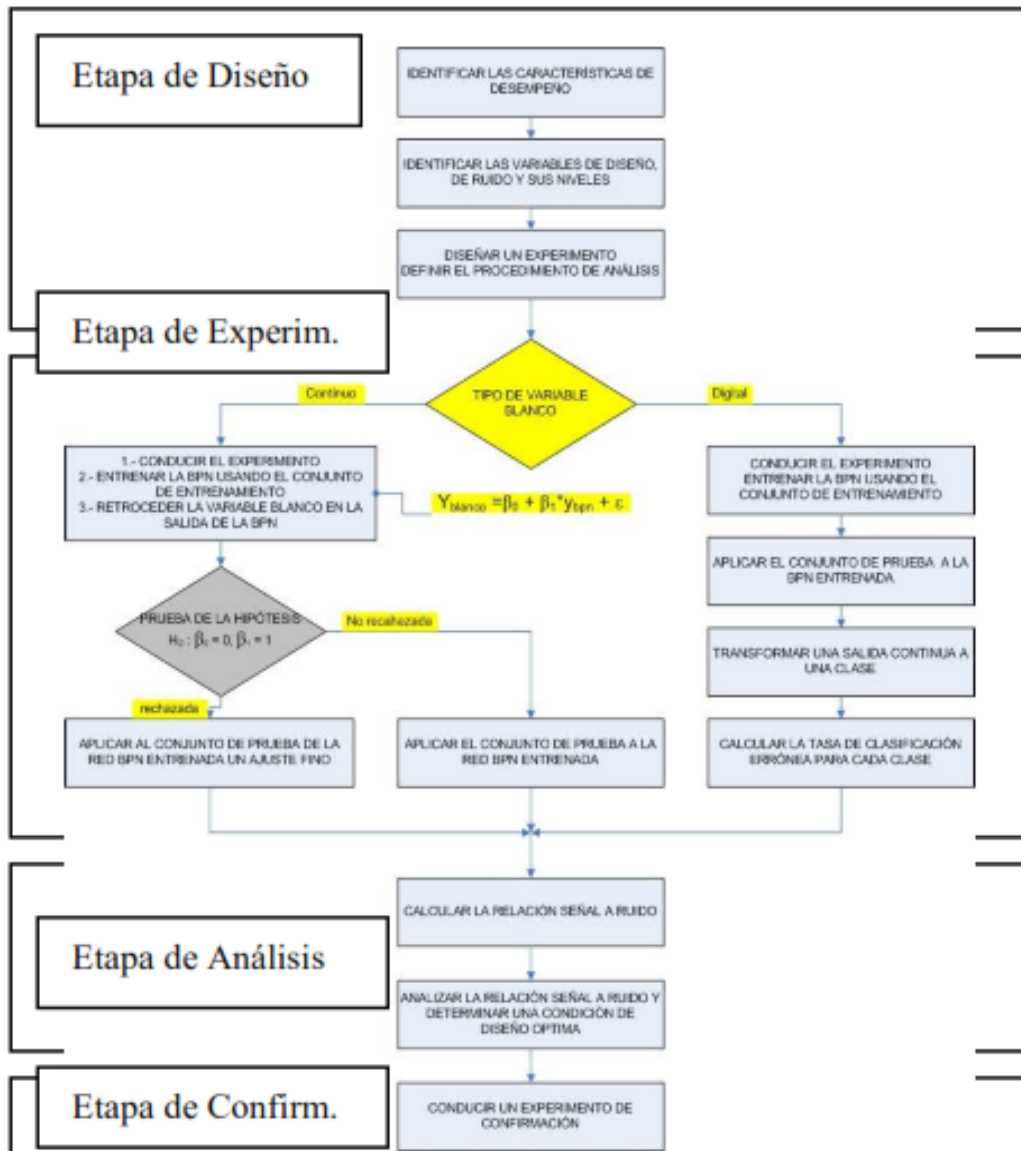 Etapa de Diseño
IDENTIFICAR LAS CARACTERÍSTICAS DE
DESEMPEÑO
IDENTIFICAR LAS VARIABLES DE DISEÑO,
DE RUIDO Y SUS NIVELES
DISEÑAR UN EXPERIMENTO
DEFINIR EL PROCEDIMIENTO DE ANÁLISIS
Etapa de Experim.
TIPO DE VARIABLE
BLANCO
Continuo
Digital
1.- CONDUCIR EL EXPERIMENTO
2.- ENTRENAR LA BPN USANDO EL CONJUNTO
DE ENTRENAMIENTO
3.- RETROCEDER LA VARIABLE BLANCO EN LA
SALIDA DE LA BPN
Y_blanco =β₀ + β₁*y_bpn + ε
CONDUCIR EL EXPERIMENTO
ENTRENAR LA BPN USANDO EL
CONJUNTO DE ENTRENAMIENTO
APLICAR EL CONJUNTO DE PRUEBA A LA
BPN ENTRENADA
PRUEBA DE LA HIPÓTESIS
H₀ : β₀ = 0, β₁ = 1
No recahazada
rechazada
TRANSFORMAR UNA SALIDA CONTINUA A
UNA CLASE
APLICAR AL CONJUNTO DE PRUEBA DE LA
RED BPN ENTRENADA UN AJUSTE FINO
APLICAR EL CONJUNTO DE PRUEBA A LA
RED BPN ENTRENADA
CALCULAR LA TASA DE CLASIFICACIÓN
ERRÓNEA PARA CADA CLASE
CALCULAR LA RELACIÓN SEÑAL A RUIDO
Etapa de Análisis
ANALIZAR LA RELACIÓN SEÑAL A RUIDO Y
DETERMINAR UNA CONDICIÓN DE
DISEÑO OPTIMA
Etapa de Confirm.
CONDUCIR UN EXPERIMENTO DE
CONFIRMACIÓN